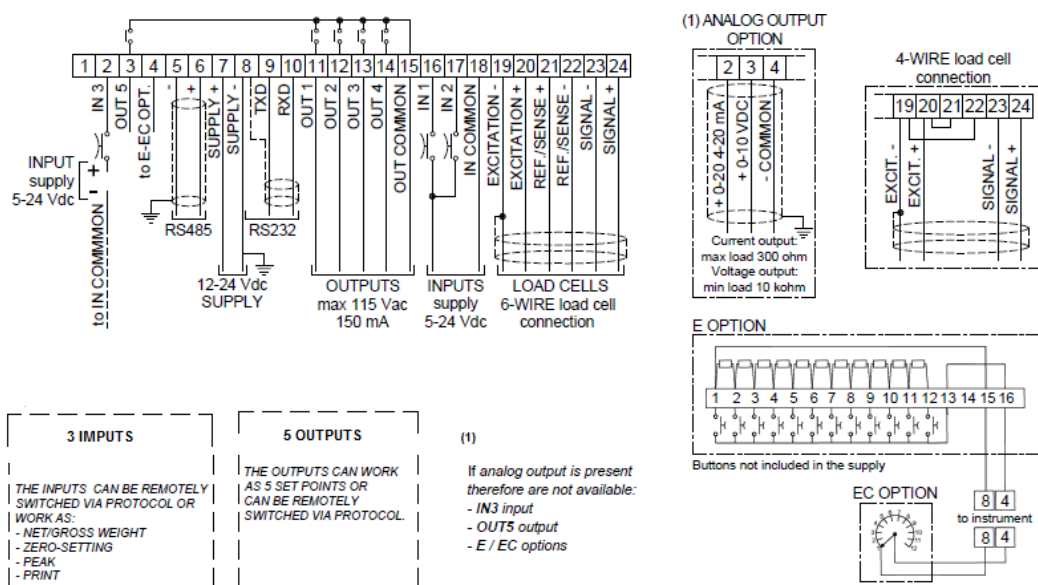 1 2 3 4 5 6 7 8 9 10 11 12 13 14 15 16 17 18 19 20 21 22 23 24
IN 3
OUT 5
to E-EC OPT.
-
+
SUPPLY +
SUPPLY -
TXD
RXD
OUT 1
OUT 2
OUT 3
OUT 4
OUT COMMON
IN 1
IN 2
IN COMMON
EXCITATION -
EXCITATION +
REF./SENSE +
REF./SENSE -
SIGNAL -
SIGNAL +
INPUT
supply
5-24 Vdc
+
-
to IN COMMON
RS485
RS232
12-24 Vdc
SUPPLY
OUTPUTS
max 115 Vac
150 mA
INPUTS
supply
5-24 Vdc
LOAD CELLS
6-WIRE load cell
connection
(1) ANALOG OUTPUT
OPTION
2 3 4
+ 0-20 4-20 mA
+ 0-10 VDC
- COMMON
Current output:
max load 300 ohm
Voltage output:
min load 10 kohm
4-WIRE load cell
connection
19 20 21 22 23 24
EXCIT. -
EXCIT. +
SIGNAL -
SIGNAL +
E OPTION
1 2 3 4 5 6 7 8 9 10 11 12 13 14 15 16
Buttons not included in the supply
EC OPTION
8 4
to instrument
8 4
3 IMPUTS
THE INPUTS CAN BE REMOTELY
SWITCHED VIA PROTOCOL OR
WORK AS:
- NET/GROSS WEIGHT
- ZERO-SETTING
- PEAK
- PRINT
5 OUTPUTS
THE OUTPUTS CAN WORK
AS 5 SET POINTS OR
CAN BE REMOTELY
SWITCHED VIA PROTOCOL.
(1)
If analog output is present
therefore are not available:
- IN3 input
- OUT5 output
- E / EC options